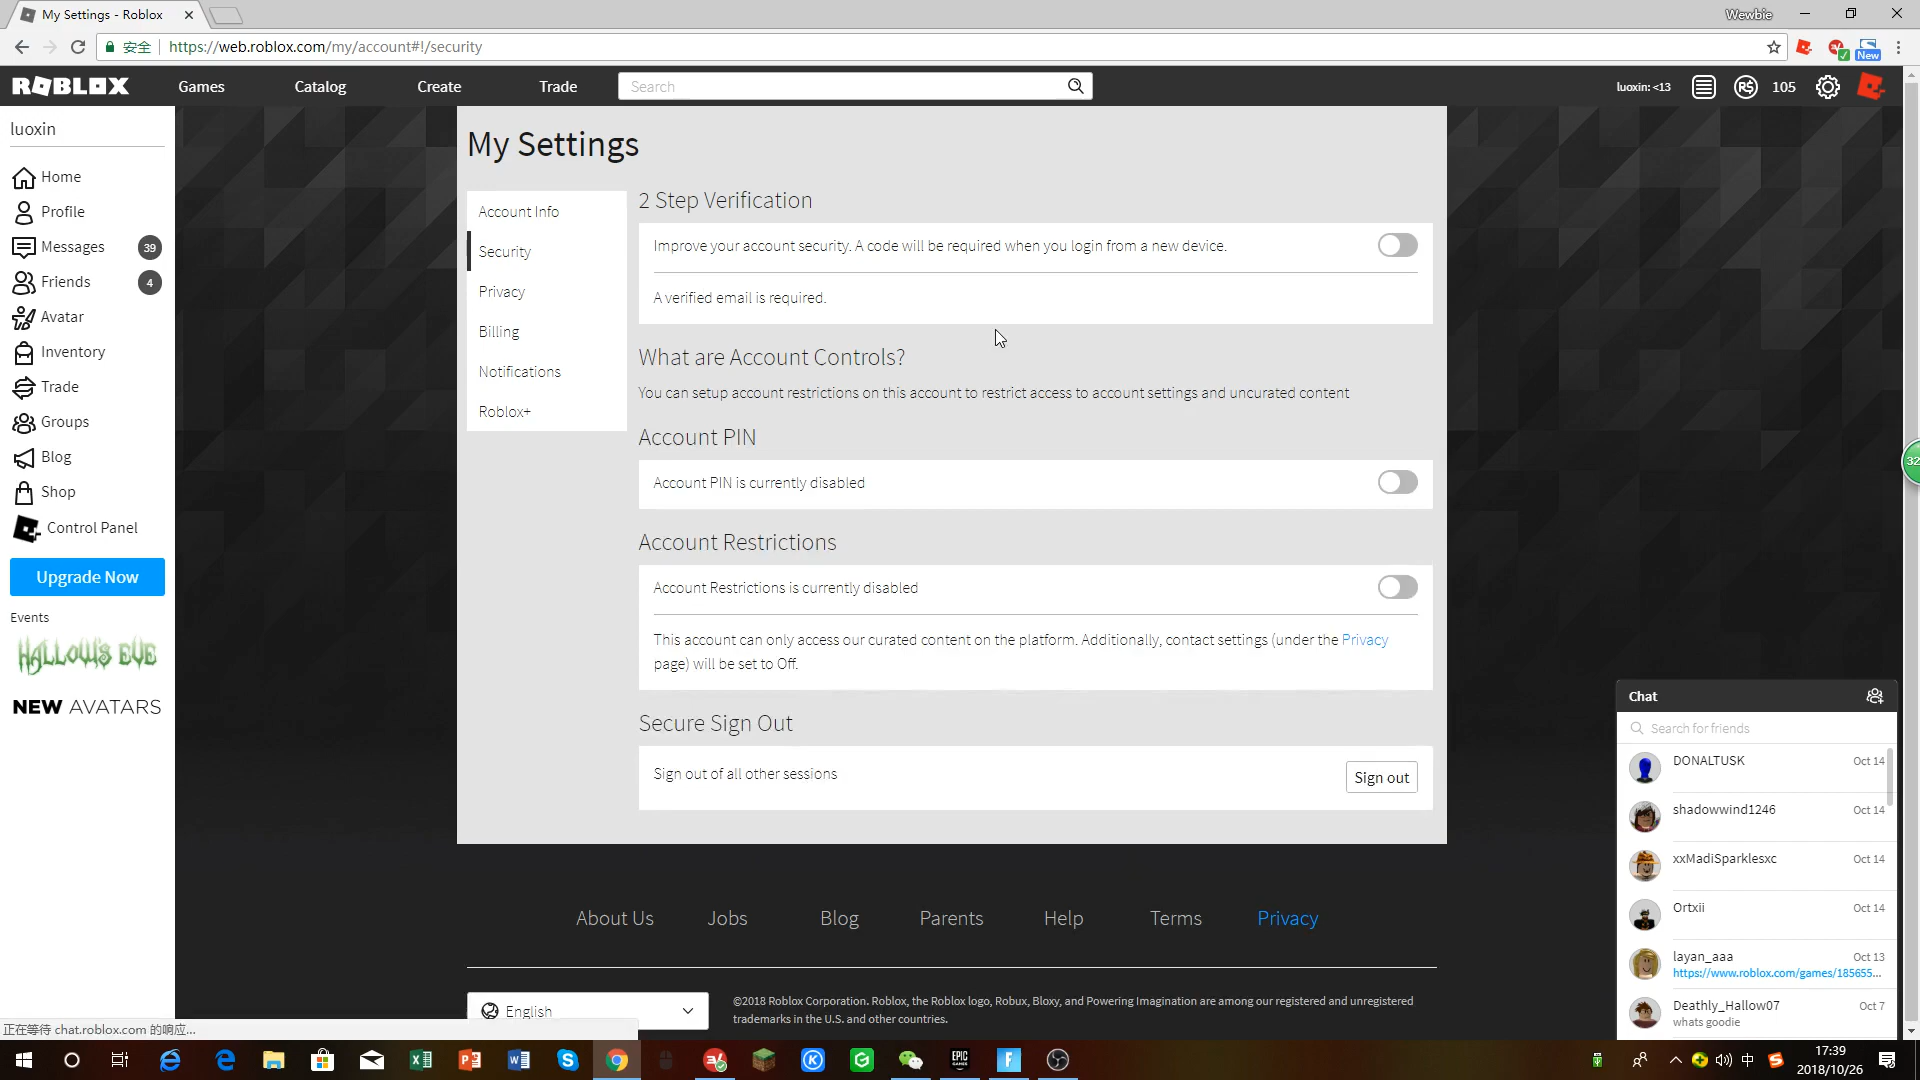 My Settings - Roblox
Wewbie
安全
https://web.roblox.com/my/account#!/security
New
ROBLOX
Games
Catalog
Create
Trade
Search
luoxin: <13
105
luoxin
Home
Profile
Messages
39
Friends
4
Avatar
Inventory
Trade
Groups
Blog
Shop
Control Panel
Upgrade Now
Events
HALLOW'S EVE
NEW AVATARS
My Settings
Account Info
Security
Privacy
Billing
Notifications
Roblox+
2 Step Verification
Improve your account security. A code will be required when you login from a new device.
A verified email is required.
What are Account Controls?
You can setup account restrictions on this account to restrict access to account settings and uncurated content
Account PIN
Account PIN is currently disabled
Account Restrictions
Account Restrictions is currently disabled
This account can only access our curated content on the platform. Additionally, contact settings (under the Privacy
page) will be set to Off.
Secure Sign Out
Sign out of all other sessions
Sign out
32
Chat
Search for friends
DONALTUSK
Oct 14
shadowwind1246
Oct 14
xxMadiSparklesxc
Oct 14
Ortxii
Oct 14
layan_aaa
Oct 13
https://www.roblox.com/games/185655...
Deathly_Hallow07
Oct 7
whats goodie
About Us
Jobs
Blog
Parents
Help
Terms
Privacy
English
©2018 Roblox Corporation. Roblox, the Roblox logo, Robux, Bloxy, and Powering Imagination are among our registered and unregistered
trademarks in the U.S. and other countries.
正在等待 chat.roblox.com 的响应...
EPIC
GAMES
中
17:39
2018/10/26